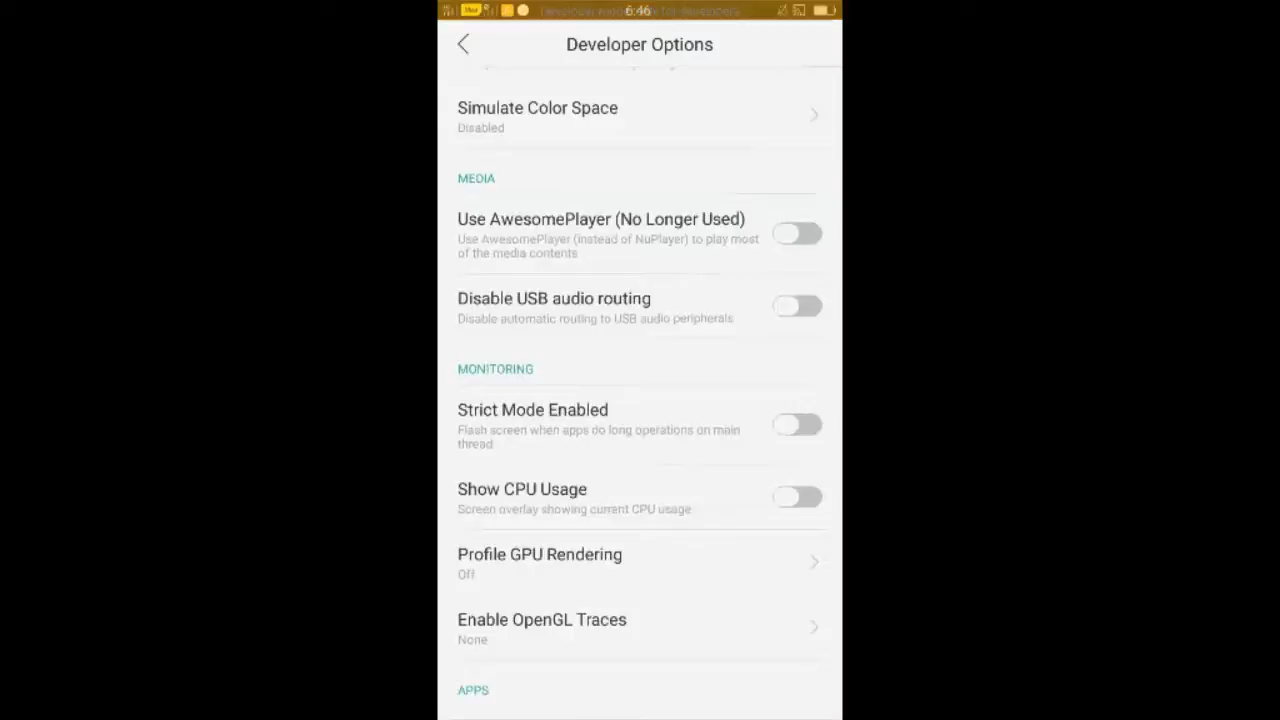 6:46
Developer Options
Simulate Color Space
Disabled
MEDIA
Use AwesomePlayer (No Longer Used)
Use AwesomePlayer (instead of NuPlayer) to play most
of the media contents
Disable USB audio routing
Disable automatic routing to USB audio peripherals
MONITORING
Strict Mode Enabled
Flash screen when apps do long operations on main
thread
Show CPU Usage
Screen overlay showing current CPU usage
Profile GPU Rendering
Off
Enable OpenGL Traces
None
APPS